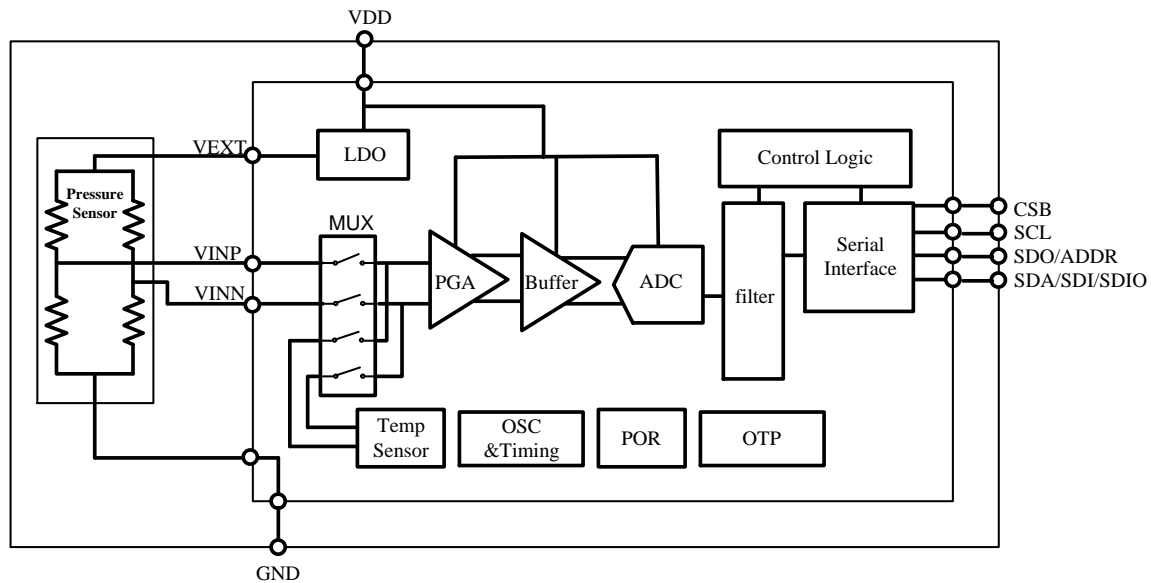 VDD
VEXT
LDO
Control Logic
Pressure
Sensor
MUX
CSB
SCL
VINP
PGA
Buffer
ADC
Serial
Interface
SDO/ADDR
SDA/SDI/SDIO
VINN
filter
Temp
Sensor
OSC
&Timing
POR
OTP
GND